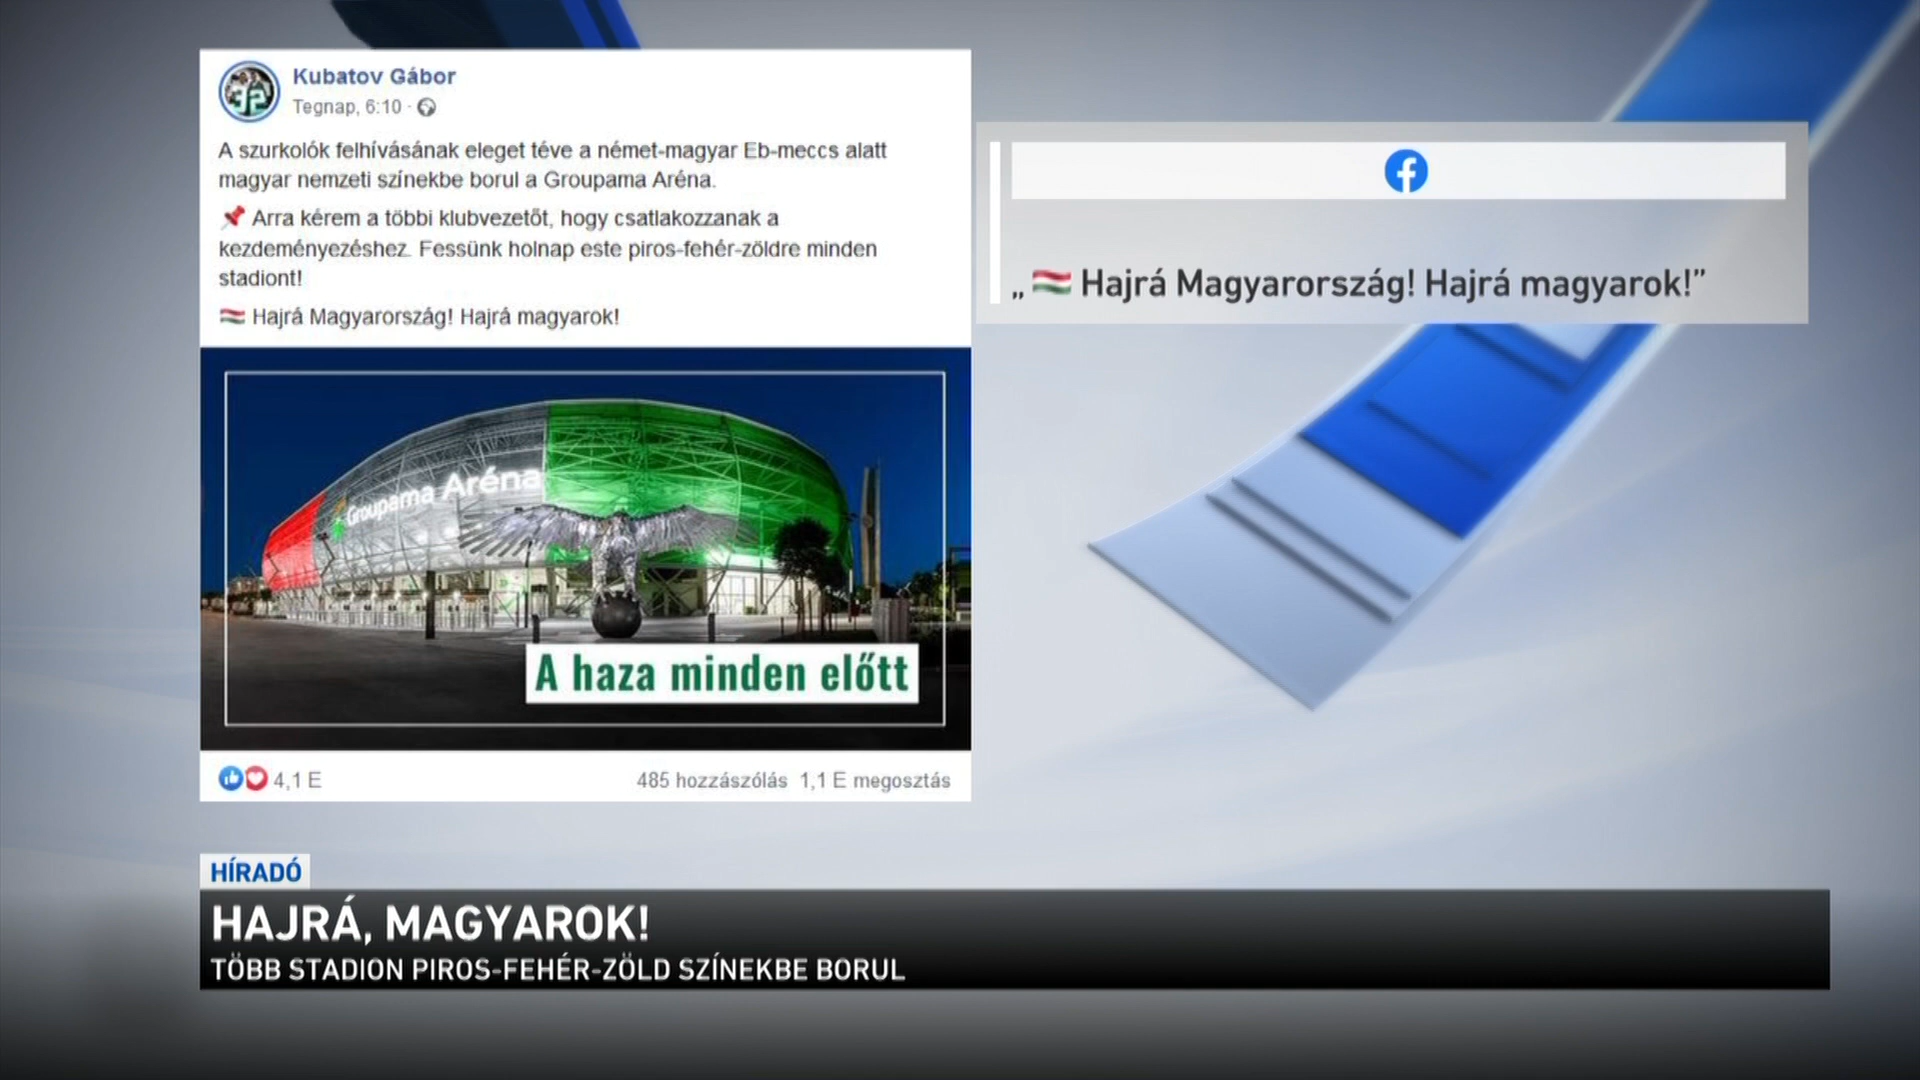 Kubatov Gábor
Tegnap, 6:10 ·
A szurkolók felhívásának eleget téve a német-magyar Eb-meccs alatt
magyar nemzeti színekbe borul a Groupama Aréna.
Arra kérem a többi klubvezetőt, hogy csatlakozzanak a
kezdeményezéshez. Fessünk holnap este piros-fehér-zöldre minden
stadiont!
Hajrá Magyarország! Hajrá magyarok!
Groupama Aréna
A haza minden előtt
4,1 E
485 hozzászólás 1,1 E megosztás
„ Hajrá Magyarország! Hajrá magyarok!”
HÍRADÓ
HAJRÁ, MAGYAROK!
TÖBB STADION PIROS-FEHÉR-ZÖLD SZÍNEKBE BORUL